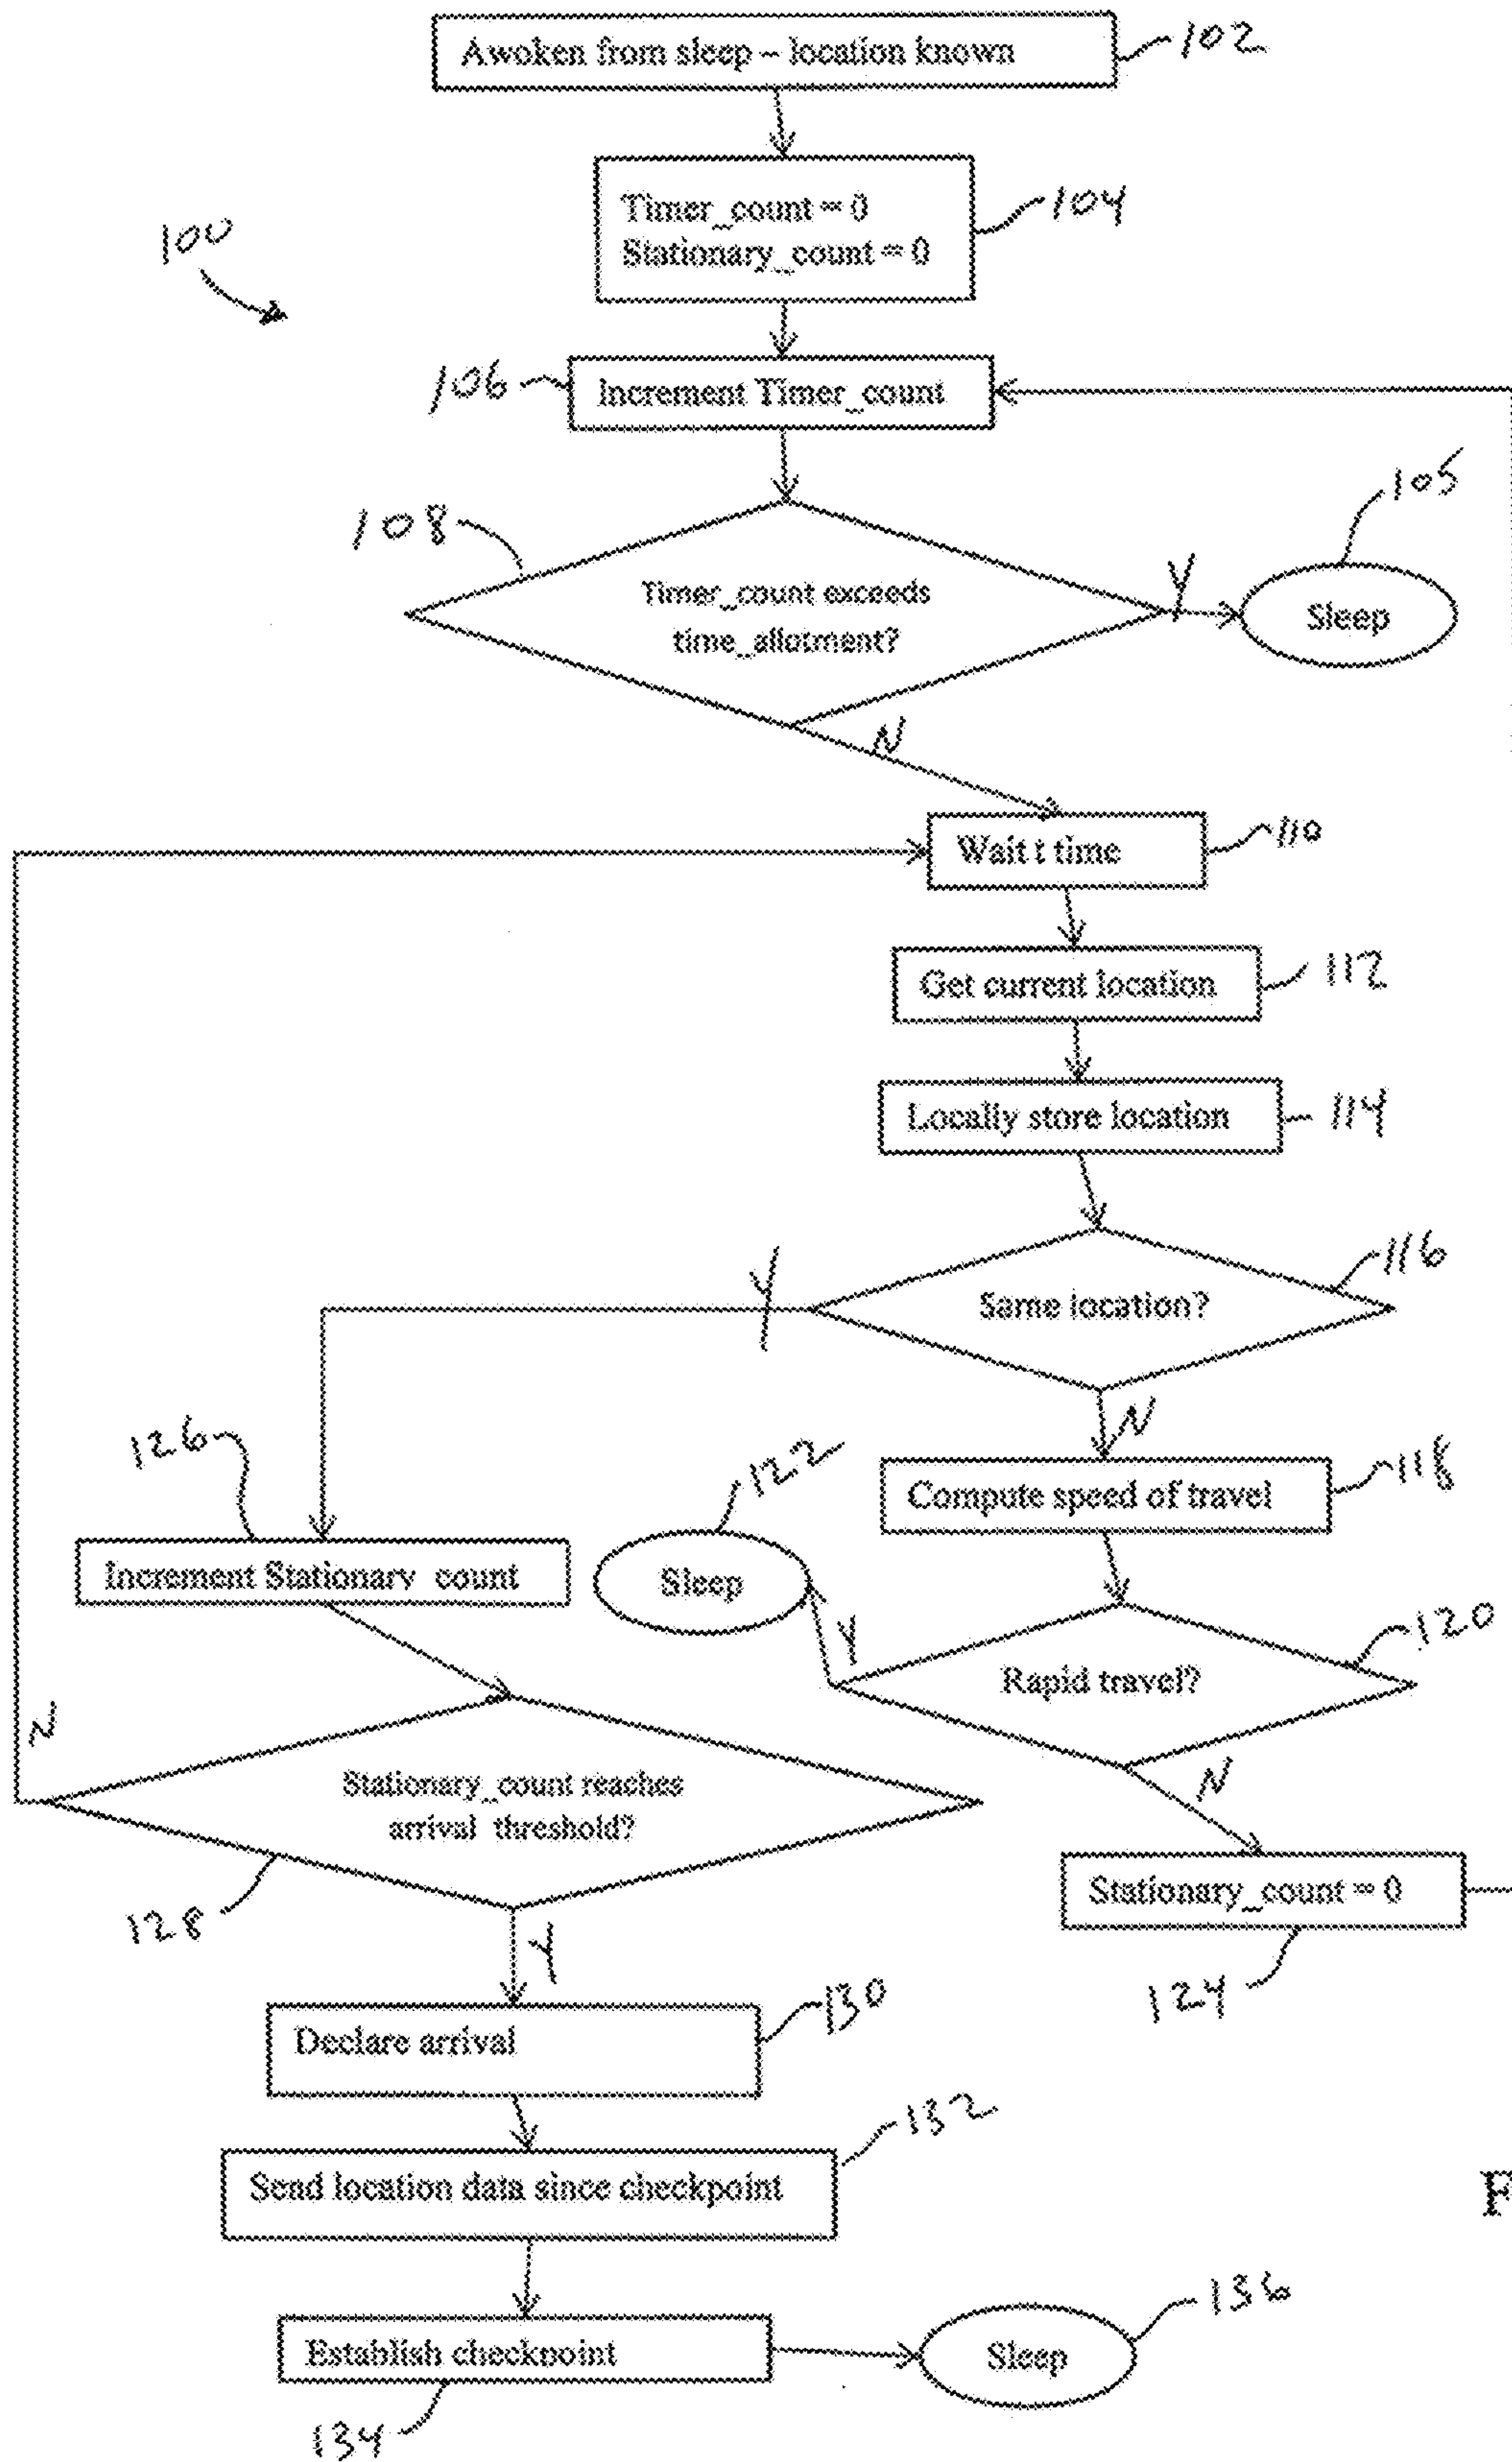 Awoken from sleep – location known
102
Timer_count = 0
Stationary_count = 0
104
100
106
Increment Timer_count
105
108
Timer_count exceeds
time_allotment?
Y
Sleep
N
Wait t time
110
Get current location
112
Locally store location
114
116
Y
Same location?
N
126
122
118
Compute speed of travel
Increment Stationary count
Sleep
120
Y
Rapid travel?
N
N
Stationary_count reaches
arrival threshold?
Stationary_count = 0
128
Y
124
130
Declare arrival
132
Send location data since checkpoint
F
136
Establish checkpoint
Sleep
134